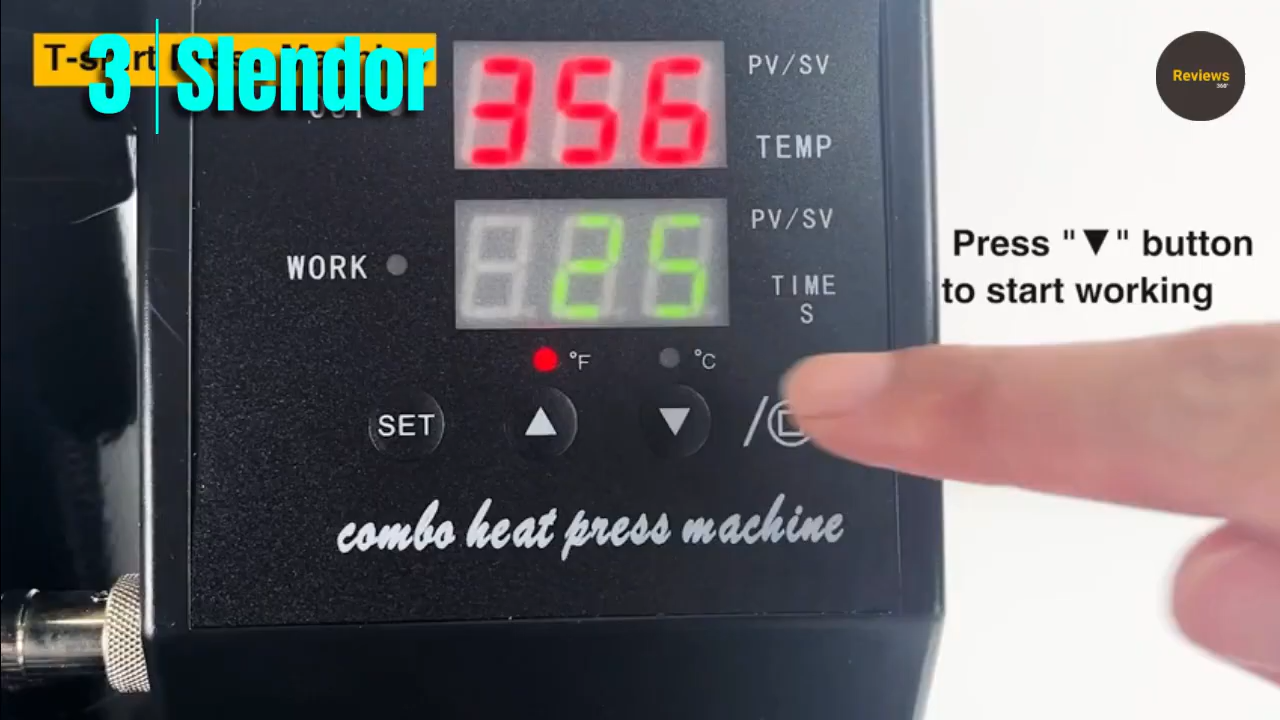 3 | Slendor
Reviews
360°
356
PV/SV
TEMP
WORK
25
PV/SV
TIME
S
°F
°C
SET
▲
▼
/
combo heat press machine
Press "▼" button
to start working